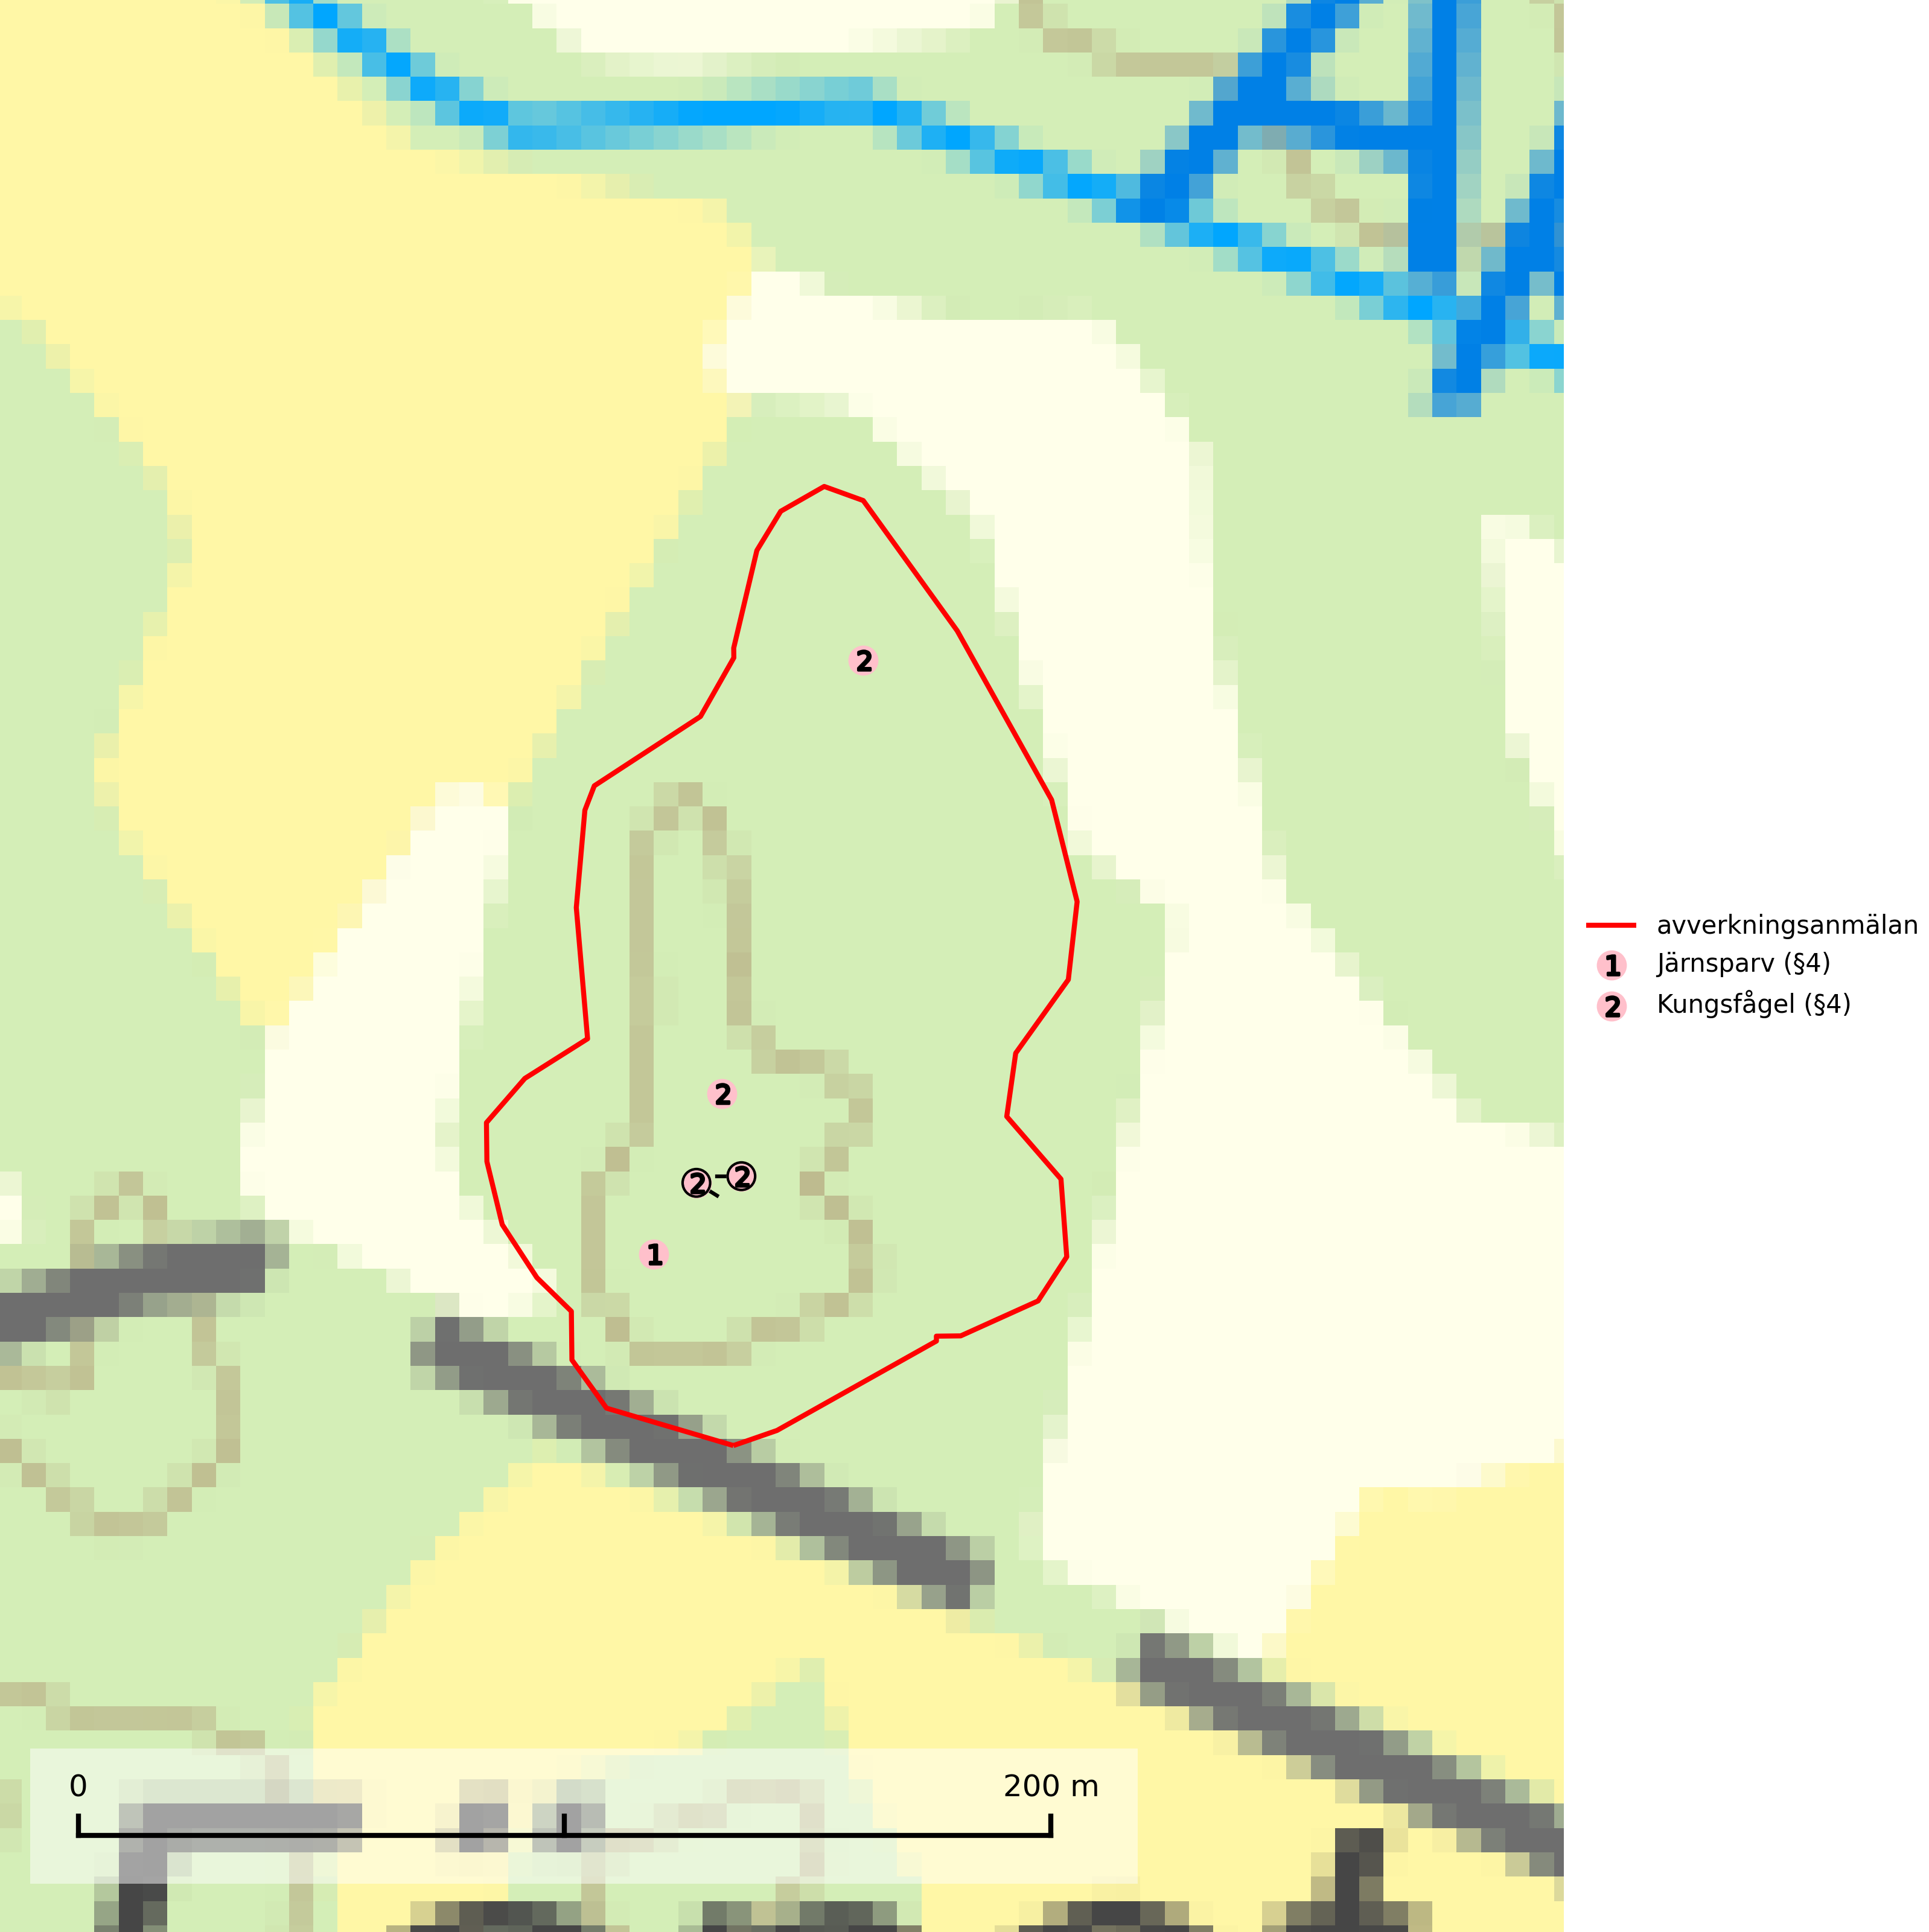 2
2
2 2
1
avverkningsanmälan
1 Järnsparv (§4)
2 Kungsfågel (§4)
0 200 m